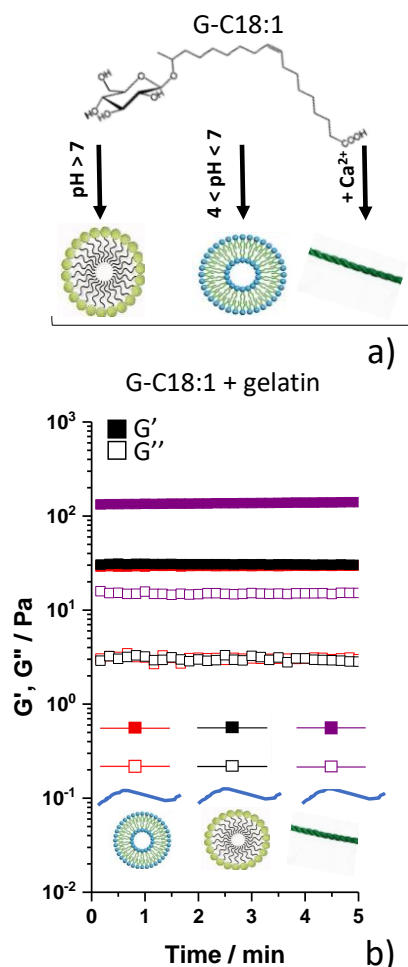 G-C18:1
OH
O
HO
HO
OH
O
OH
COOH
pH > 7
4 < pH < 7
+ Ca²⁺
a)
G-C18:1 + gelatin
G'
G''
10³
10²
10¹
10⁰
10⁻¹
10⁻²
G', G'' / Pa
0 1 2 3 4 5
Time / min
b)